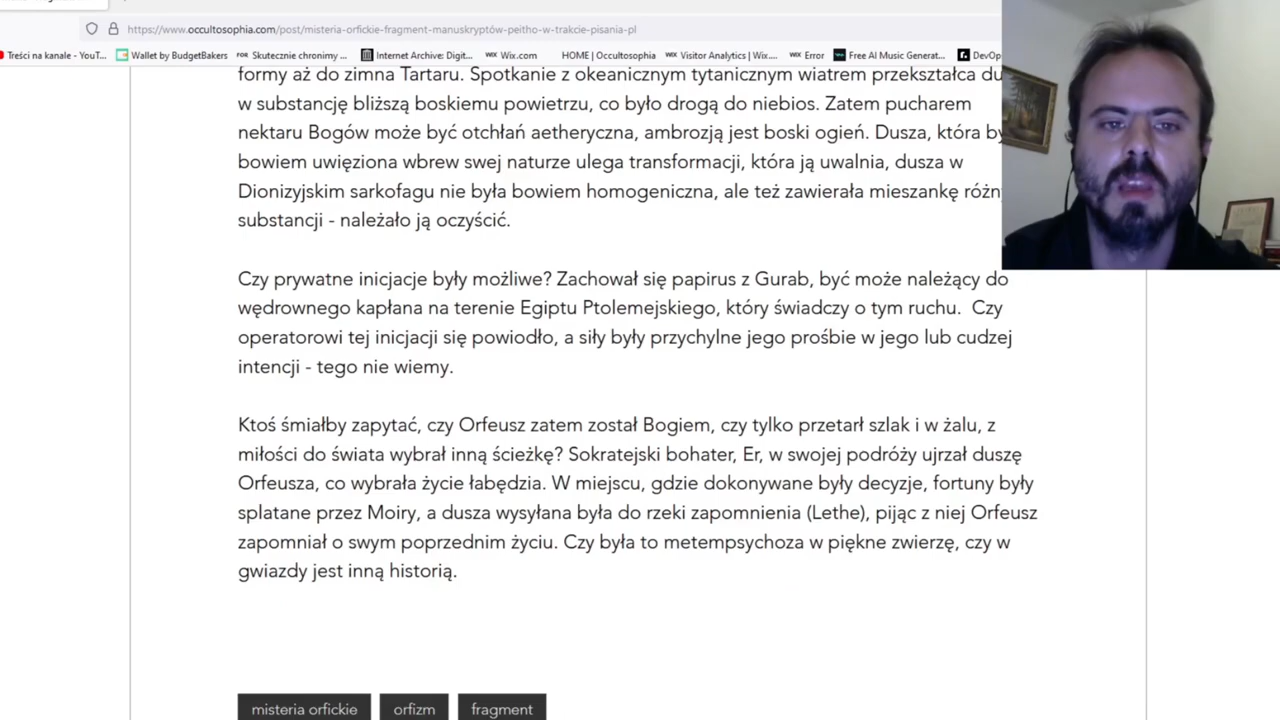 https://www.occultosophia.com/post/misteria-orfickie-fragment-manuskryptów-peitho-w-trakcie-pisania-pl
Treści na kanale - YouT... Wallet by BudgetBakers FOR Skutecznie chronimy ... Internet Archive: Digit... WIX Wix.com HOME | Occultosophia WIX Visitor Analytics | Wix.... WIX Error Free AI Music Generat... DevOp
formy aż do zimna Tartaru. Spotkanie z okeanicznym tytanicznym wiatrem przekształca du
w substancję bliższą boskiemu powietrzu, co było drogą do niebios. Zatem pucharem
nektaru Bogów może być otchłań aetheryczna, ambrozją jest boski ogień. Dusza, która by
bowiem uwięziona wbrew swej naturze ulega transformacji, która ją uwalnia, dusza w
Dionizyjskim sarkofagu nie była bowiem homogeniczna, ale też zawierała mieszankę różny
substancji - należało ją oczyścić.
Czy prywatne inicjacje były możliwe? Zachował się papirus z Gurab, być może należący do
wędrownego kapłana na terenie Egiptu Ptolemejskiego, który świadczy o tym ruchu. Czy
operatorowi tej inicjacji się powiodło, a siły były przychylne jego prośbie w jego lub cudzej
intencji - tego nie wiemy.
Ktoś śmiałby zapytać, czy Orfeusz zatem został Bogiem, czy tylko przetarł szlak i w żalu, z
miłości do świata wybrał inną ścieżkę? Sokratejski bohater, Er, w swojej podróży ujrzał duszę
Orfeusza, co wybrała życie łabędzia. W miejscu, gdzie dokonywane były decyzje, fortuny były
splatane przez Moiry, a dusza wysyłana była do rzeki zapomnienia (Lethe), pijąc z niej Orfeusz
zapomniał o swym poprzednim życiu. Czy była to metempsychoza w piękne zwierzę, czy w
gwiazdy jest inną historią.
misteria orfickie orfizm fragment